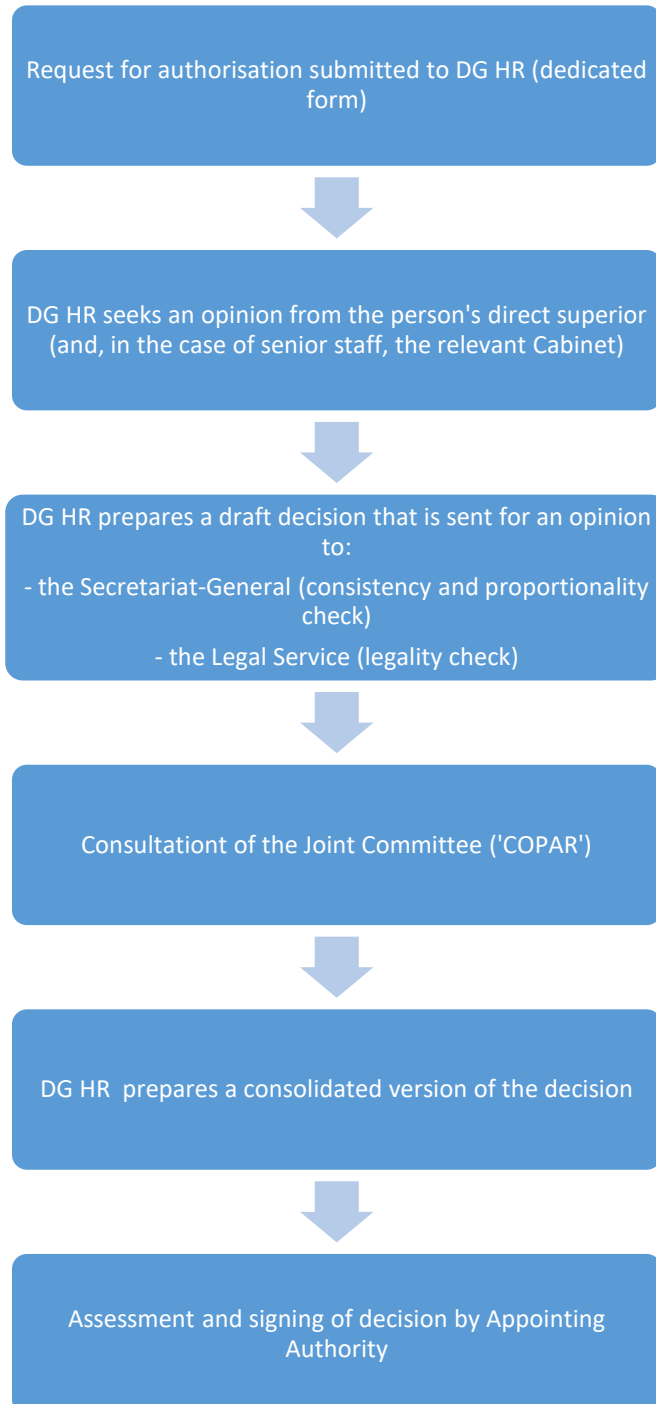 Request for authorisation submitted to DG HR (dedicated
form)
DG HR seeks an opinion from the person's direct superior
(and, in the case of senior staff, the relevant Cabinet)
DG HR prepares a draft decision that is sent for an opinion
to:
- the Secretariat-General (consistency and proportionality
check)
- the Legal Service (legality check)
Consultationt of the Joint Committee ('COPAR')
DG HR  prepares a consolidated version of the decision
Assessment and signing of decision by Appointing
Authority